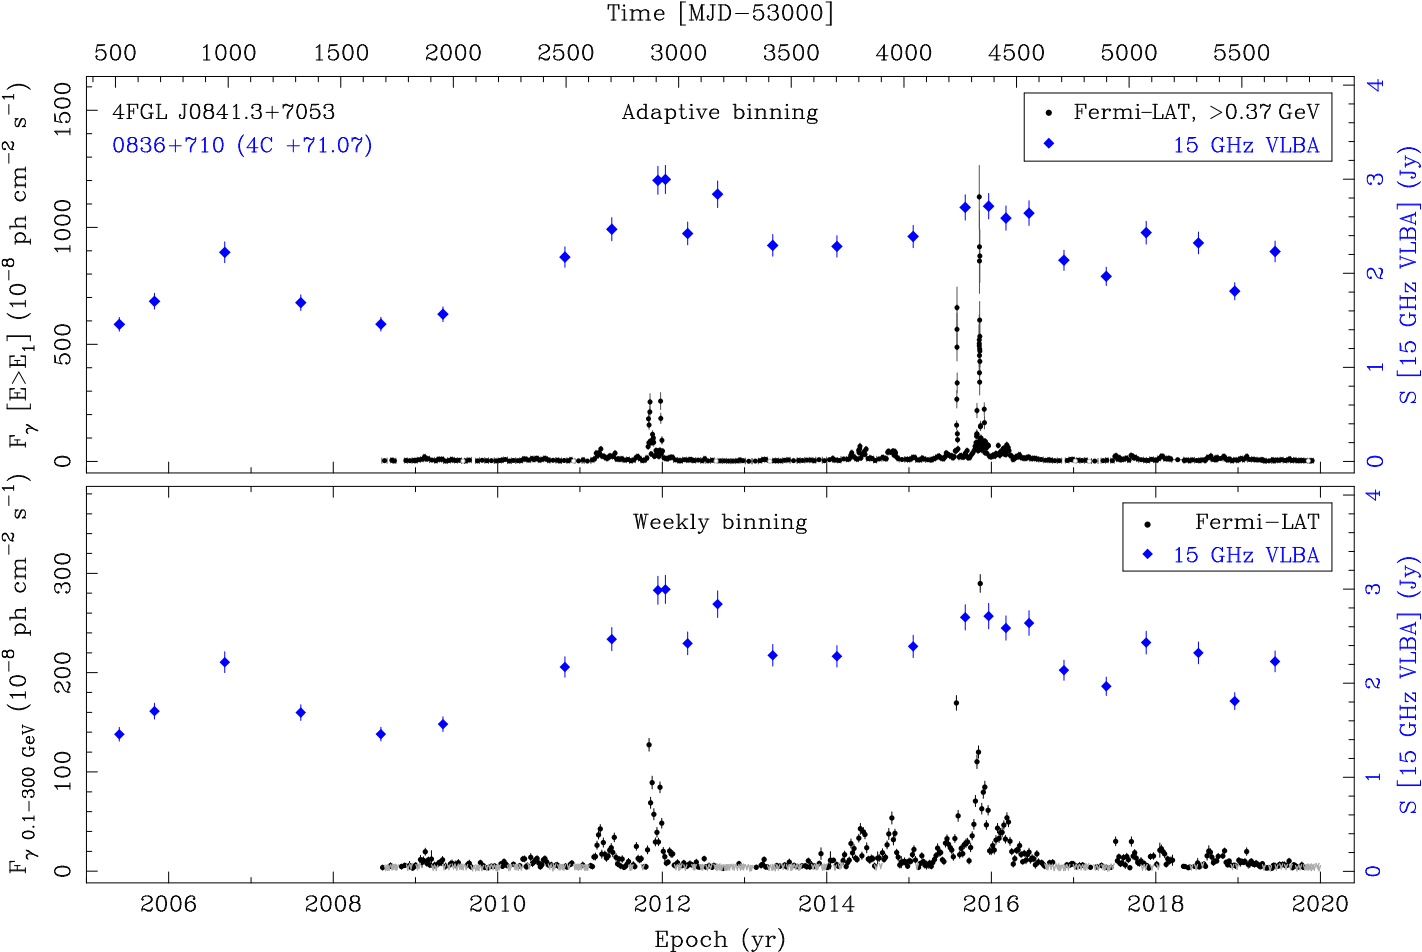 Time [MJD−53000]
500 1000 1500 2000 2500 3000 3500 4000 4500 5000 5500
4FGL J0841.3+7053
0836+710 (4C +71.07)
Adaptive binning
Fermi−LAT, >0.37 GeV
15 GHz VLBA
F_γ [E>E_1] (10^−8 ph cm^−2 s^−1)
0 500 1000 1500
S [15 GHz VLBA] (Jy)
0 1 2 3 4
Weekly binning
Fermi−LAT
15 GHz VLBA
F_γ 0.1−300 GeV (10^−8 ph cm^−2 s^−1)
0 100 200 300
S [15 GHz VLBA] (Jy)
0 1 2 3 4
2006 2008 2010 2012 2014 2016 2018 2020
Epoch (yr)